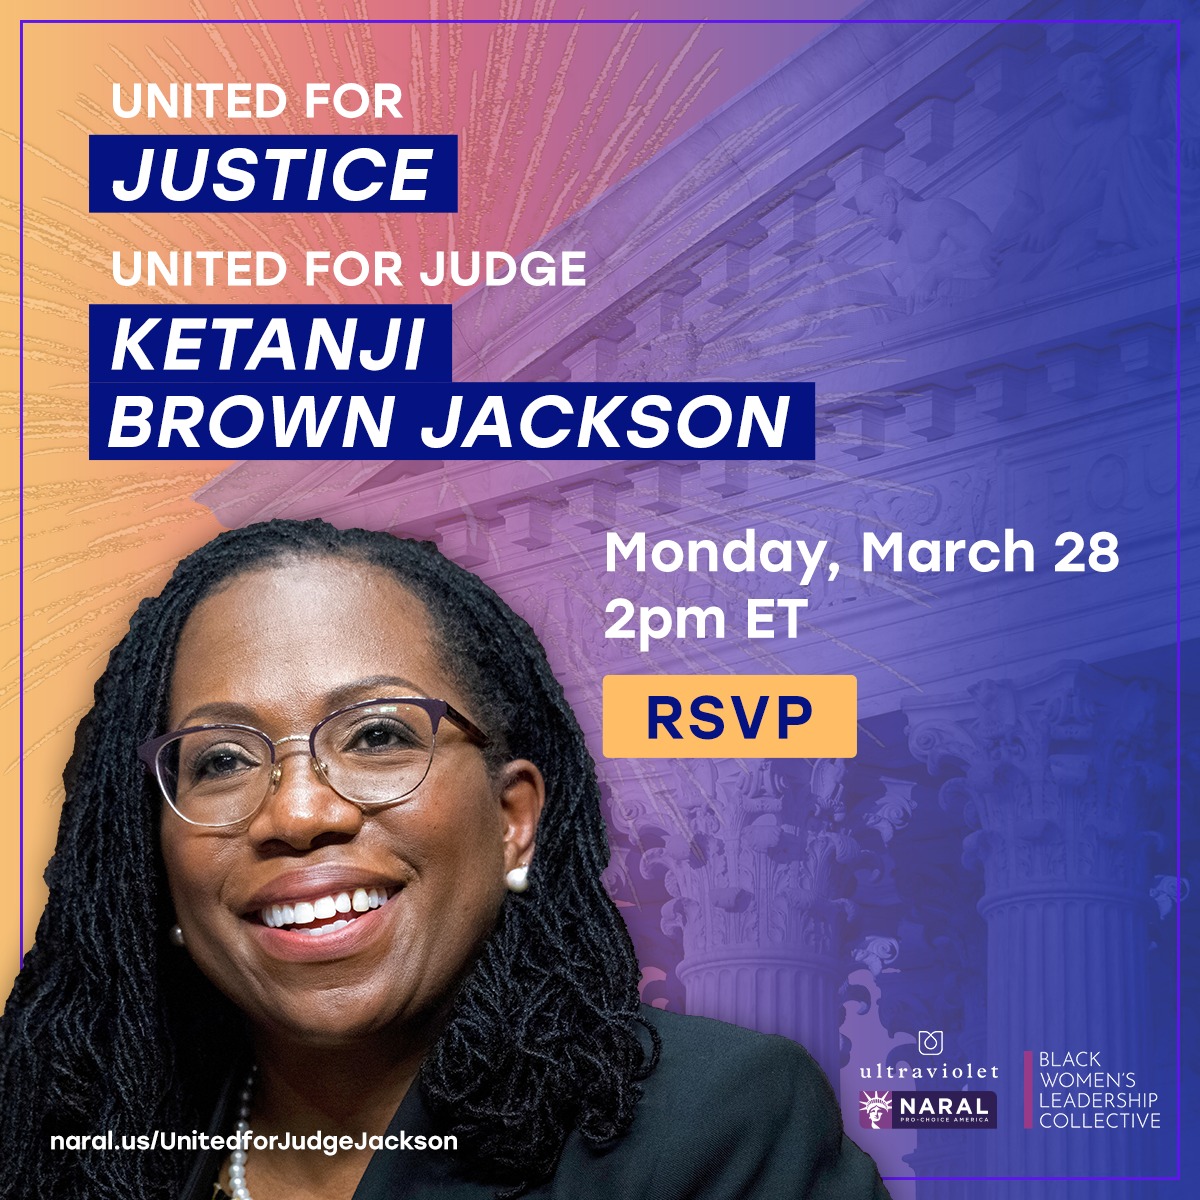 UNITED FOR
JUSTICE
UNITED FOR JUDGE
KETANJI
BROWN JACKSON
Monday, March 28
2pm ET
RSVP
EQU
ultraviolet
NARAL
PRO-CHOICE AMERICA
BLACK
WOMEN'S
LEADERSHIP
COLLECTIVE
naral.us/UnitedforJudgeJackson